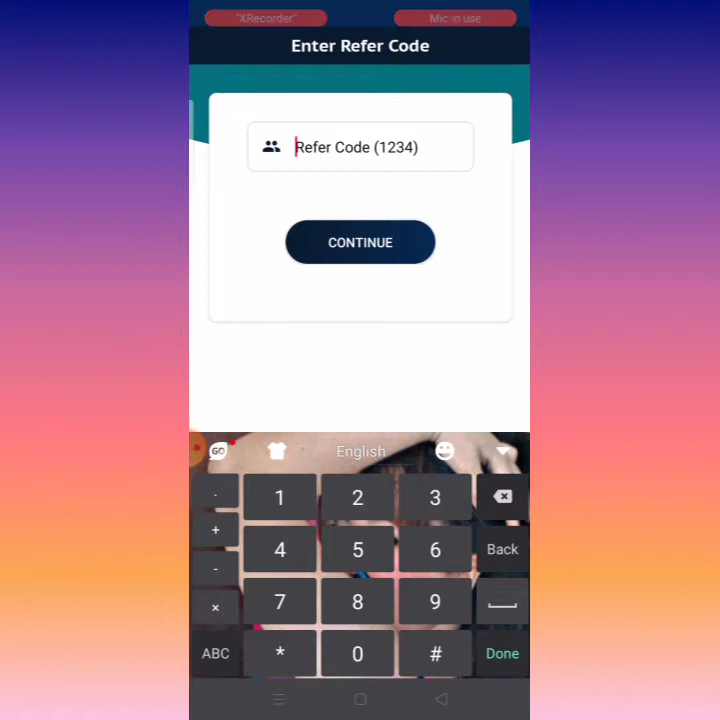 "XRecorder" Mic in use
Enter Refer Code
Refer Code (1234)
CONTINUE
GO English
. 1 2 3
+ 4 5 6 Back
-
× 7 8 9
ABC * 0 # Done